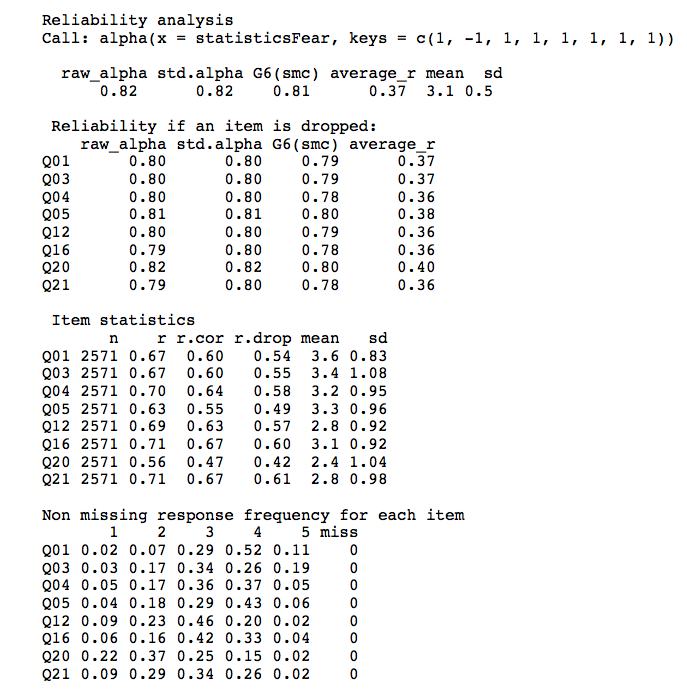 Reliability analysis
Call: alpha(x = statisticsFear, keys = c(1, -1, 1, 1, 1, 1, 1, 1))
raw_alpha std.alpha G6(smc) average_r mean sd
0.82 0.82 0.81 0.37 3.1 0.5
Reliability if an item is dropped:
raw_alpha std.alpha G6(smc) average_r
Q01 0.80 0.80 0.79 0.37
Q03 0.80 0.80 0.79 0.37
Q04 0.80 0.80 0.78 0.36
Q05 0.81 0.81 0.80 0.38
Q12 0.80 0.80 0.79 0.36
Q16 0.79 0.80 0.78 0.36
Q20 0.82 0.82 0.80 0.40
Q21 0.79 0.80 0.78 0.36
Item statistics
n r r.cor r.drop mean sd
Q01 2571 0.67 0.60 0.54 3.6 0.83
Q03 2571 0.67 0.60 0.55 3.4 1.08
Q04 2571 0.70 0.64 0.58 3.2 0.95
Q05 2571 0.63 0.55 0.49 3.3 0.96
Q12 2571 0.69 0.63 0.57 2.8 0.92
Q16 2571 0.71 0.67 0.60 3.1 0.92
Q20 2571 0.56 0.47 0.42 2.4 1.04
Q21 2571 0.71 0.67 0.61 2.8 0.98
Non missing response frequency for each item
1 2 3 4 5 miss
Q01 0.02 0.07 0.29 0.52 0.11 0
Q03 0.03 0.17 0.34 0.26 0.19 0
Q04 0.05 0.17 0.36 0.37 0.05 0
Q05 0.04 0.18 0.29 0.43 0.06 0
Q12 0.09 0.23 0.46 0.20 0.02 0
Q16 0.06 0.16 0.42 0.33 0.04 0
Q20 0.22 0.37 0.25 0.15 0.02 0
Q21 0.09 0.29 0.34 0.26 0.02 0